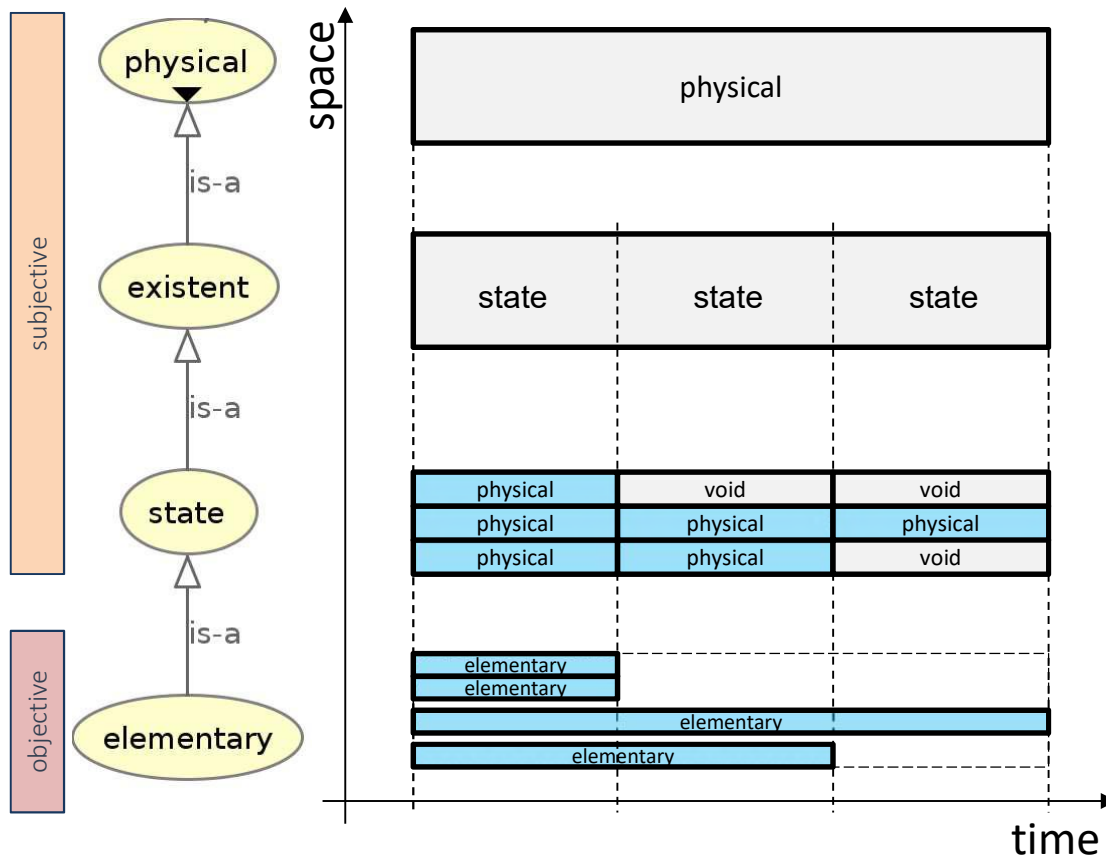 subjective
objective
physical
is-a
existent
is-a
state
is-a
elementary
space
physical
state state state
physical void void
physical physical physical
physical physical void
elementary
elementary
elementary
elementary
time